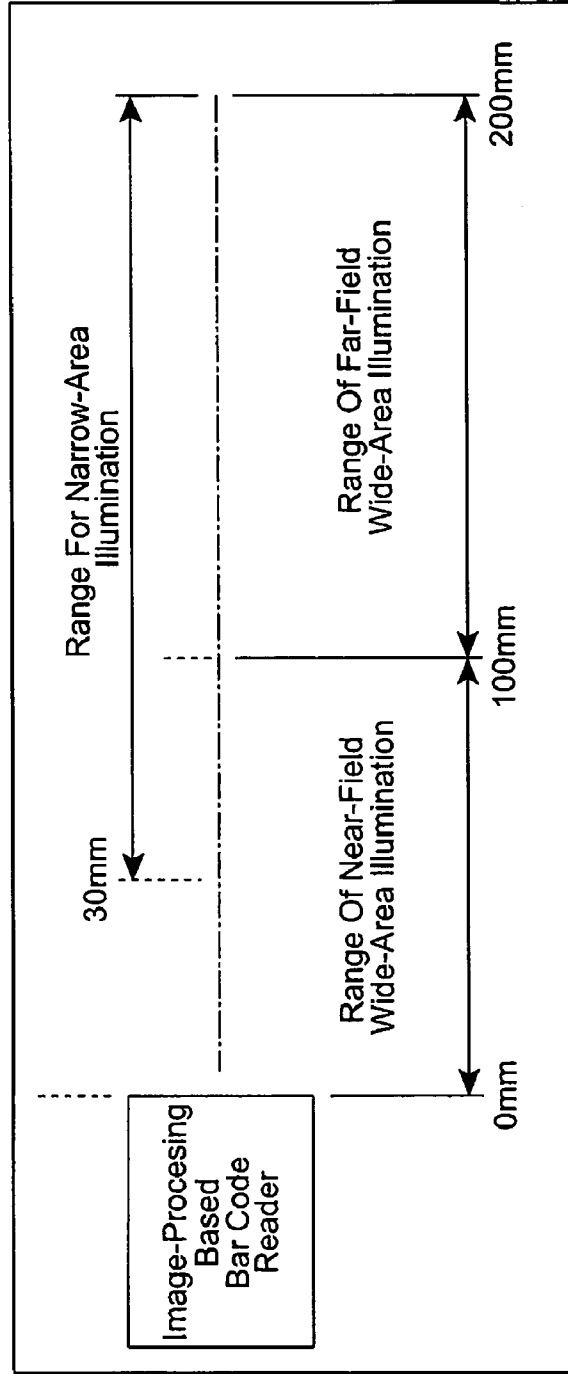 Image-Procesing
Based
Bar Code
Reader
30mm
Range For Narrow-Area
Illumination
Range Of Near-Field
Wide-Area Illumination
Range Of Far-Field
Wide-Area Illumination
0mm
100mm
200mm